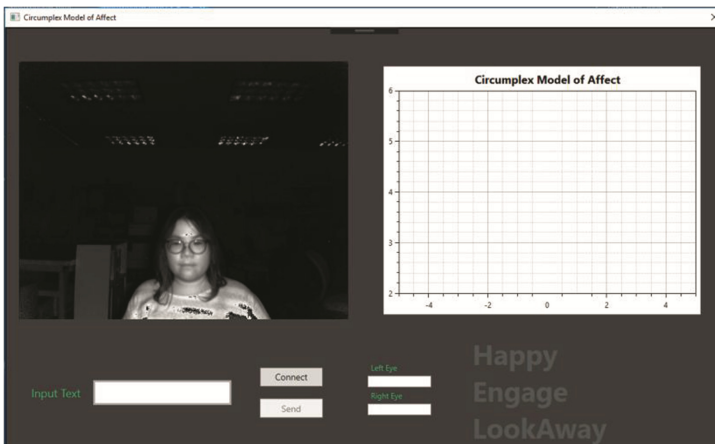 Circumplex Model of Affect
Circumplex Model of Affect
6
5
4
3
2
-4 -2 0 2 4
Input Text
Connect
Send
Left Eye
Right Eye
Happy
Engage
LookAway